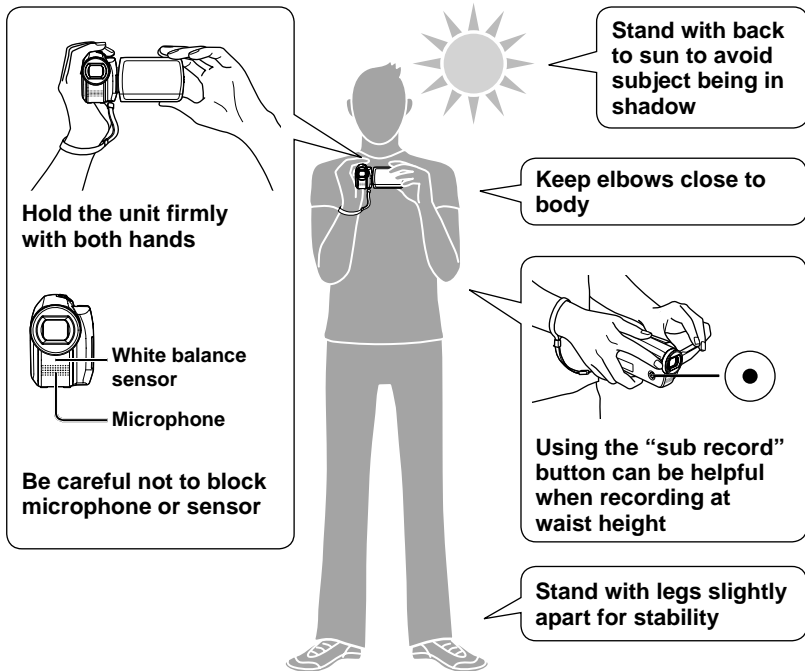 Hold the unit firmly
with both hands
White balance
sensor
Microphone
Be careful not to block
microphone or sensor
Stand with back
to sun to avoid
subject being in
shadow
Keep elbows close to
body
Using the “sub record”
button can be helpful
when recording at
waist height
Stand with legs slightly
apart for stability